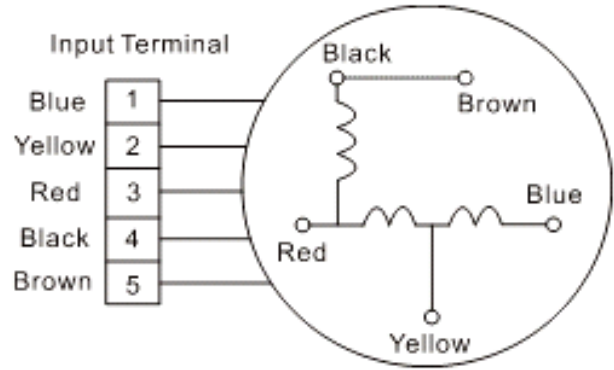 Input Terminal
Blue 1
Yellow 2
Red 3
Black 4
Brown 5
Black
Brown
Blue
Red
Yellow